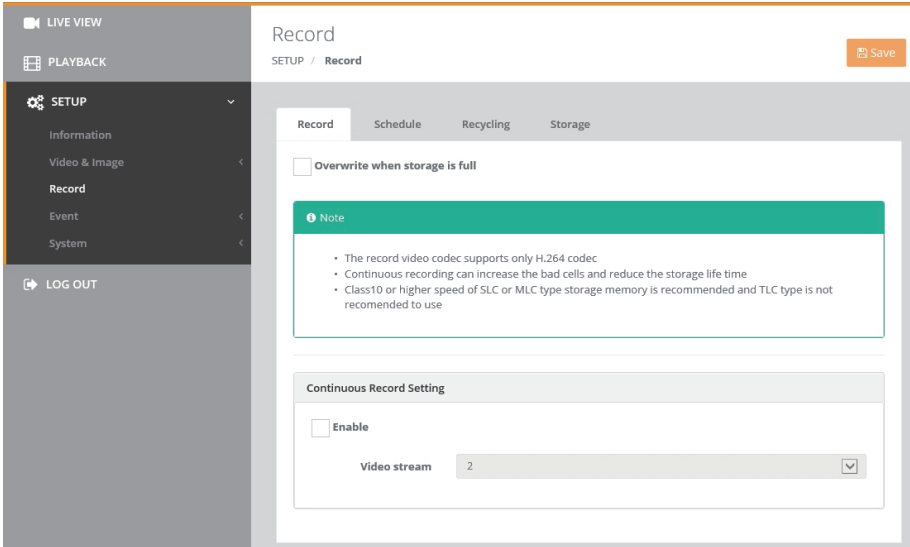 LIVE VIEW
PLAYBACK
SETUP
Information
Video & Image
Record
Event
System
LOG OUT
Record
SETUP / Record
Save
Record Schedule Recycling Storage
Overwrite when storage is full
Note
• The record video codec supports only H.264 codec
• Continuous recording can increase the bad cells and reduce the storage life time
• Class10 or higher speed of SLC or MLC type storage memory is recommended and TLC type is not
recomended to use
Continuous Record Setting
Enable
Video stream 2